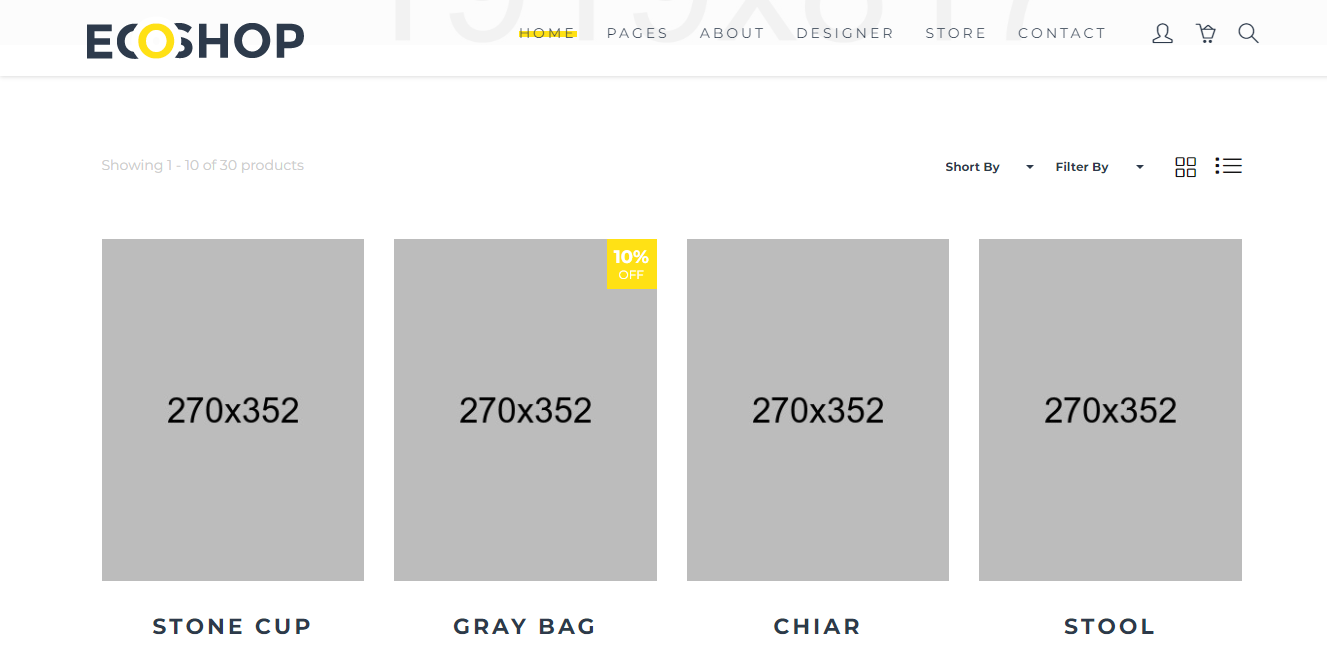 1919x817
ECOSHOP
HOME PAGES ABOUT DESIGNER STORE CONTACT
Showing 1 - 10 of 30 products
Short By Filter By
10%
OFF
270x352 270x352 270x352 270x352
STONE CUP GRAY BAG CHIAR STOOL